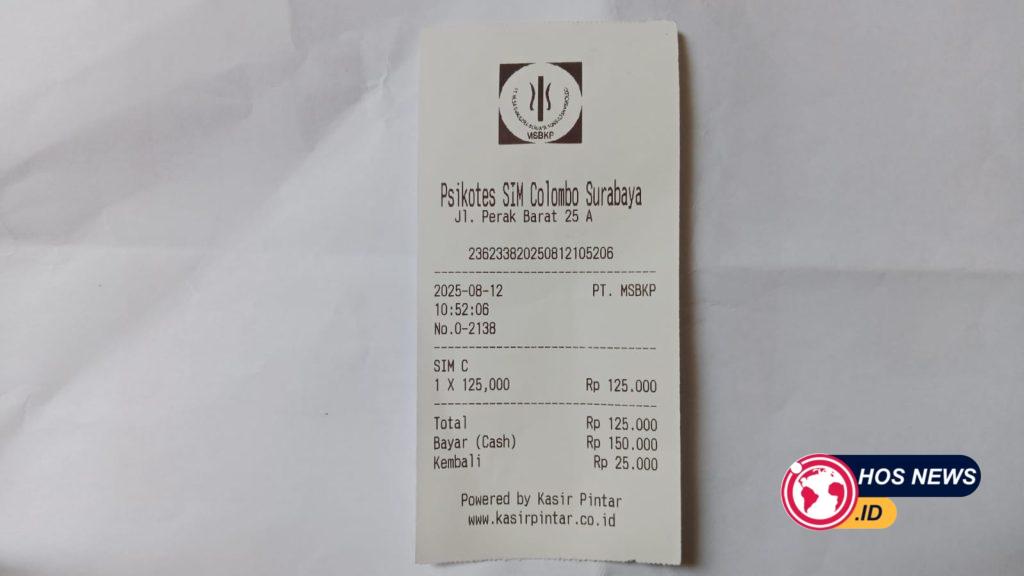 MSBKP
Psikotes SIM Colombo Surabaya
Jl. Perak Barat 25 A
236233820250812105206
2025-08-12 PT. MSBKP
10:52:06
No.0-2138
SIM C
1 X 125,000 Rp 125.000
Total Rp 125.000
Bayar (Cash) Rp 150.000
Kembali Rp 25.000
Powered by Kasir Pintar
www.kasirpintar.co.id
HOS NEWS
.ID